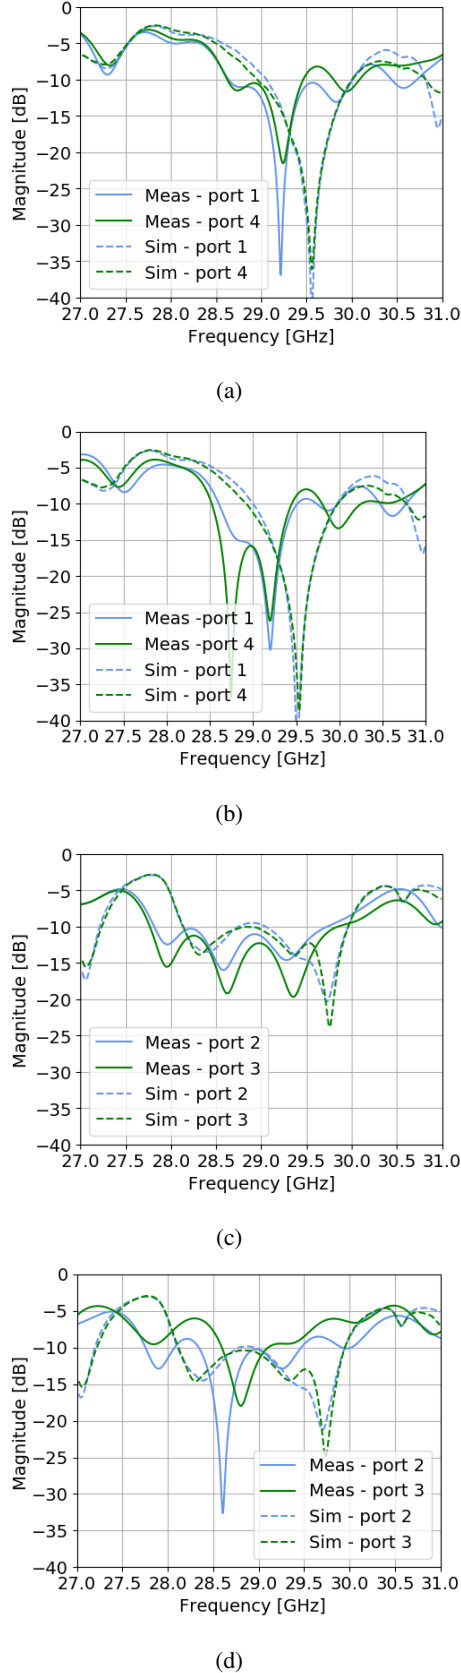 0
−5
−10
−15
−20
−25
−30
−35
−40
Magnitude [dB]
Meas - port 1
Meas - port 4
Sim - port 1
Sim - port 4
27.0 27.5 28.0 28.5 29.0 29.5 30.0 30.5 31.0
Frequency [GHz]
(a)
0
−5
−10
−15
−20
−25
−30
−35
−40
Magnitude [dB]
Meas -port 1
Meas - port 4
Sim - port 1
Sim - port 4
27.0 27.5 28.0 28.5 29.0 29.5 30.0 30.5 31.0
Frequency [GHz]
(b)
0
−5
−10
−15
−20
−25
−30
−35
−40
Magnitude [dB]
Meas - port 2
Meas - port 3
Sim - port 2
Sim - port 3
27.0 27.5 28.0 28.5 29.0 29.5 30.0 30.5 31.0
Frequency [GHz]
(c)
0
−5
−10
−15
−20
−25
−30
−35
−40
Magnitude [dB]
Meas - port 2
Meas - port 3
Sim - port 2
Sim - port 3
27.0 27.5 28.0 28.5 29.0 29.5 30.0 30.5 31.0
Frequency [GHz]
(d)